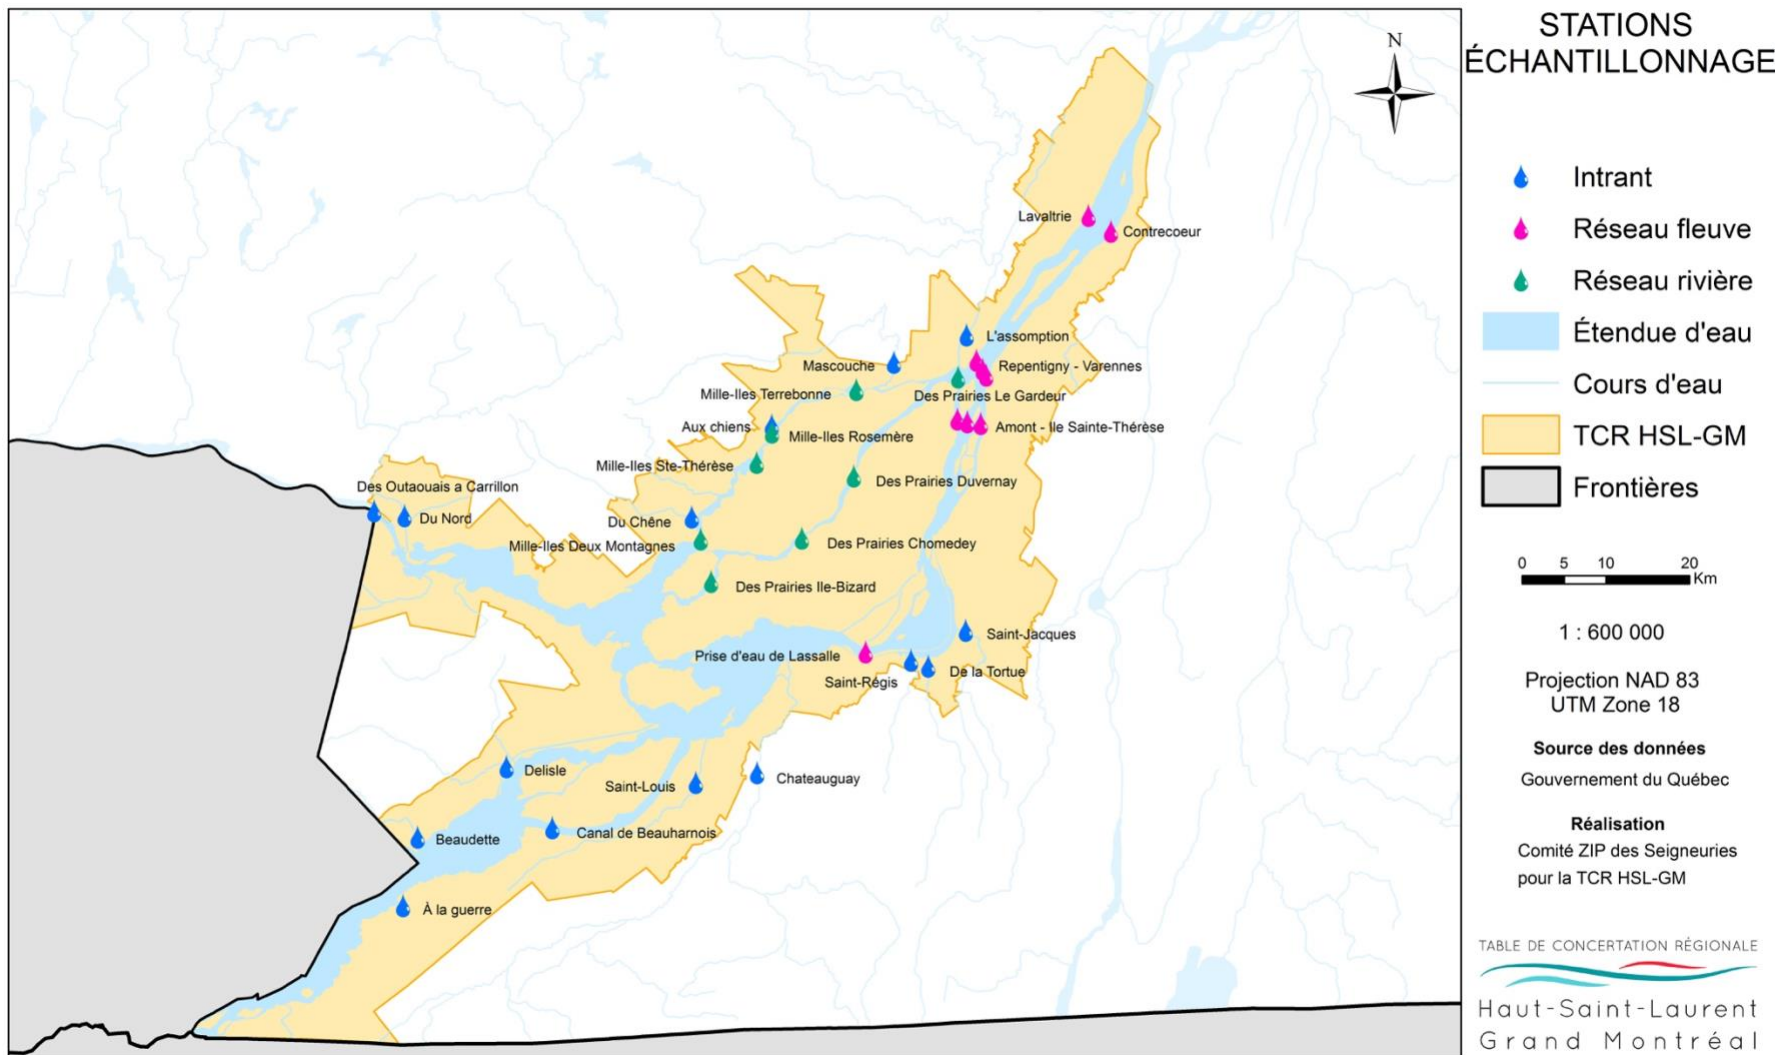 STATIONS
ÉCHANTILLONNAGE
N
Intrant
Réseau fleuve
Réseau rivière
Étendue d'eau
Cours d'eau
TCR HSL-GM
Frontières
0 5 10 20
Km
1 : 600 000
Projection NAD 83
UTM Zone 18
Source des données
Gouvernement du Québec
Réalisation
Comité ZIP des Seigneuries
pour la TCR HSL-GM
TABLE DE CONCERTATION RÉGIONALE
Haut-Saint-Laurent
Grand Montréal
Lavaltrie
Contrecoeur
L'assomption
Mascouche
Repentigny - Varennes
Mille-Iles Terrebonne
Des Prairies Le Gardeur
Aux chiens
Mille-Iles Rosemère
Amont - Ile Sainte-Thérèse
Mille-Iles Ste-Thérèse
Des Prairies Duvernay
Des Outaouais a Carrillon
Du Nord
Du Chêne
Mille-Iles Deux Montagnes
Des Prairies Chomedey
Des Prairies Ile-Bizard
Saint-Jacques
Prise d'eau de Lassalle
De la Tortue
Saint-Régis
Delisle
Saint-Louis
Chateauguay
Beaudette
Canal de Beauharnois
À la guerre